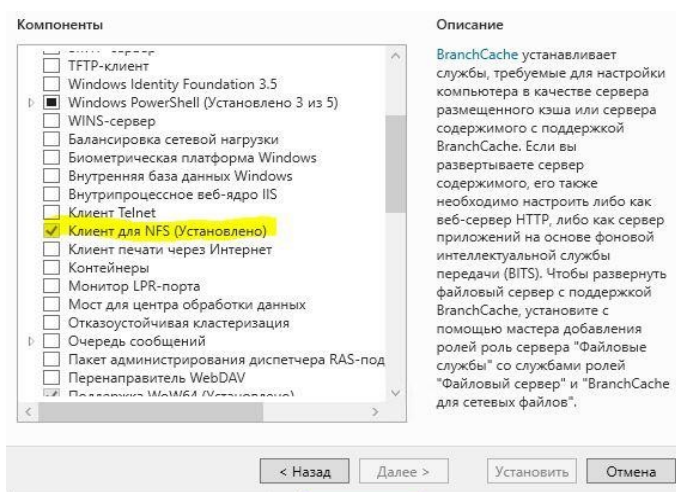 Компоненты
TFTP-клиент
Windows Identity Foundation 3.5
Windows PowerShell (Установлено 3 из 5)
WINS-сервер
Балансировка сетевой нагрузки
Биометрическая платформа Windows
Внутренняя база данных Windows
Внутрипроцессное веб-ядро IIS
Клиент Telnet
Клиент для NFS (Установлено)
Клиент печати через Интернет
Контейнеры
Монитор LPR-порта
Мост для центра обработки данных
Отказоустойчивая кластеризация
Очередь сообщений
Пакет администрирования диспетчера RAS-под
Перенаправитель WebDAV
Поддержка WoW64 (Установлено)
Описание
BranchCache устанавливает
службы, требуемые для настройки
компьютера в качестве сервера
размещенного кэша или сервера
содержимого с поддержкой
BranchCache. Если вы
развертываете сервер
содержимого, его также
необходимо настроить либо как
веб-сервер HTTP, либо как сервер
приложений на основе фоновой
интеллектуальной службы
передачи (BITS). Чтобы развернуть
файловый сервер с поддержкой
BranchCache, установите с
помощью мастера добавления
ролей роль сервера "Файловые
службы" со службами ролей
"Файловый сервер" и "BranchCache
для сетевых файлов".
< Назад
Далее >
Установить
Отмена